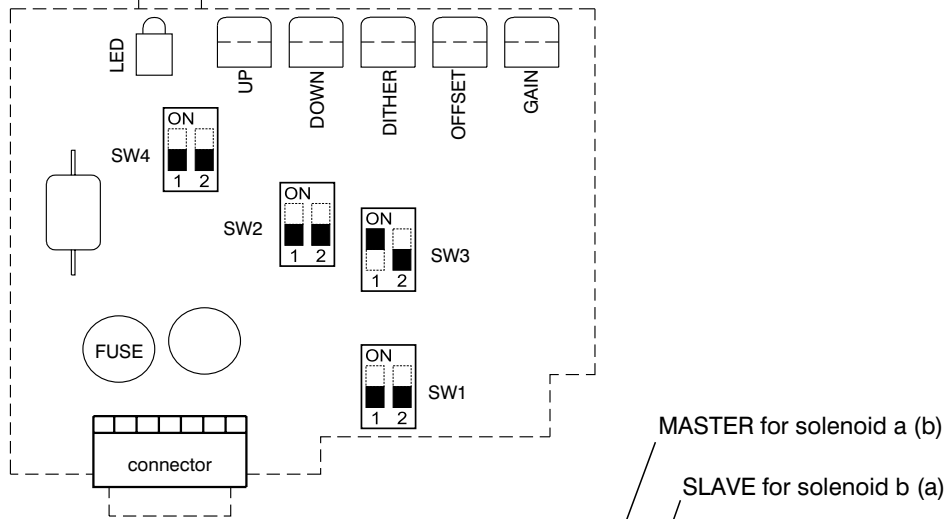 LED
UP
DOWN
DITHER
OFFSET
GAIN
ON
SW4
1 2
ON
SW2
1 2
ON
SW3
1 2
FUSE
ON
SW1
1 2
connector
MASTER for solenoid a (b)
SLAVE for solenoid b (a)